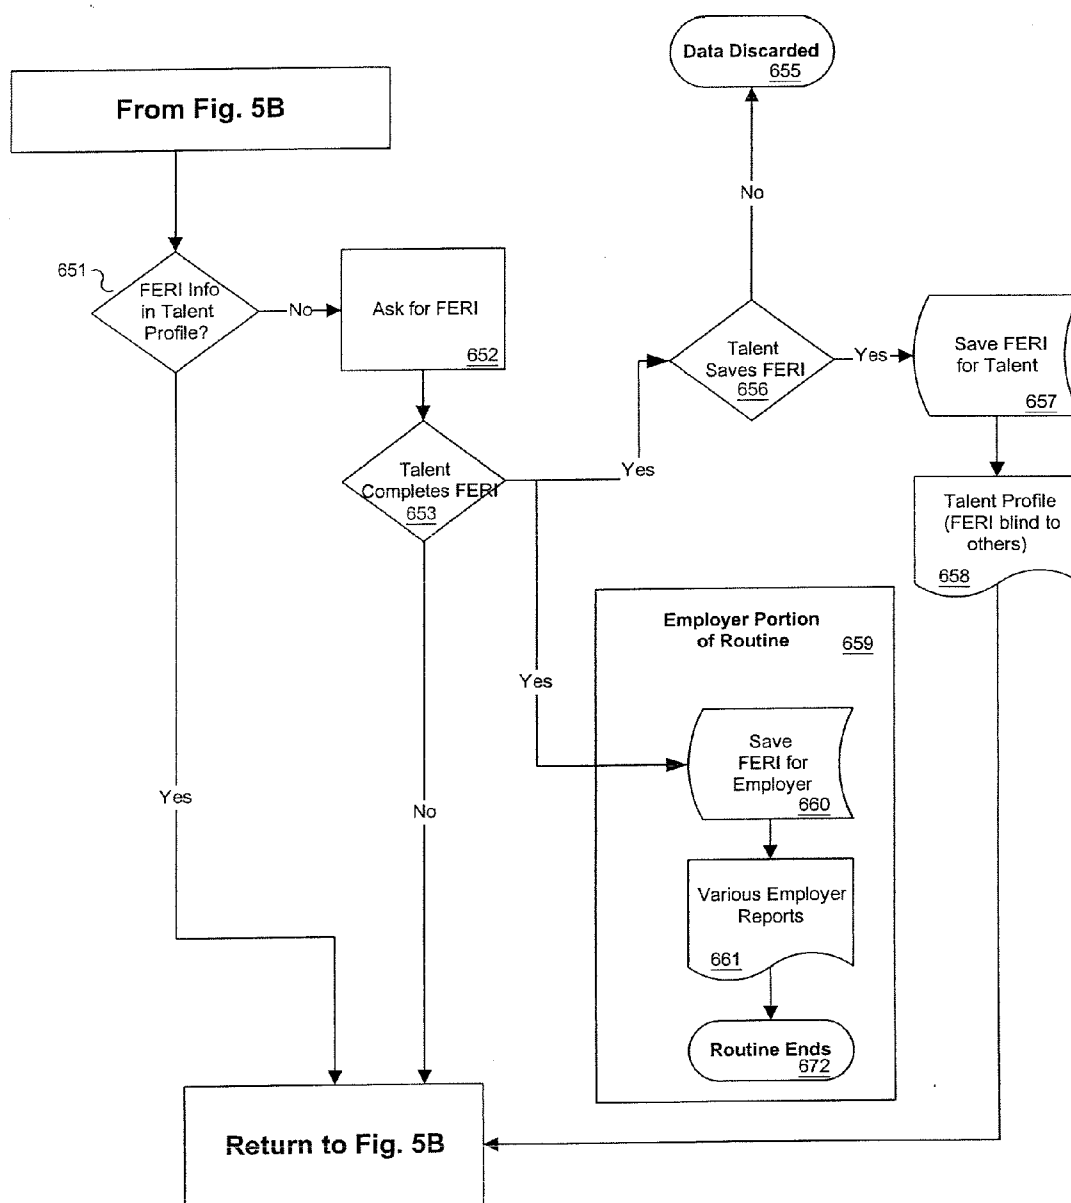 Data Discarded
655
From Fig. 5B
No
651
FERI Info
in Talent
Profile?
No
Ask for FERI
652
Talent
Saves FERI
656
Yes
Save FERI
for Talent
657
Yes
Talent
Completes FERI
653
Talent Profile
(FERI blind to
others)
658
Employer Portion
of Routine
659
Yes
Save
FERI for
Employer
660
Yes
No
Various Employer
Reports
661
Routine Ends
672
Return to Fig. 5B